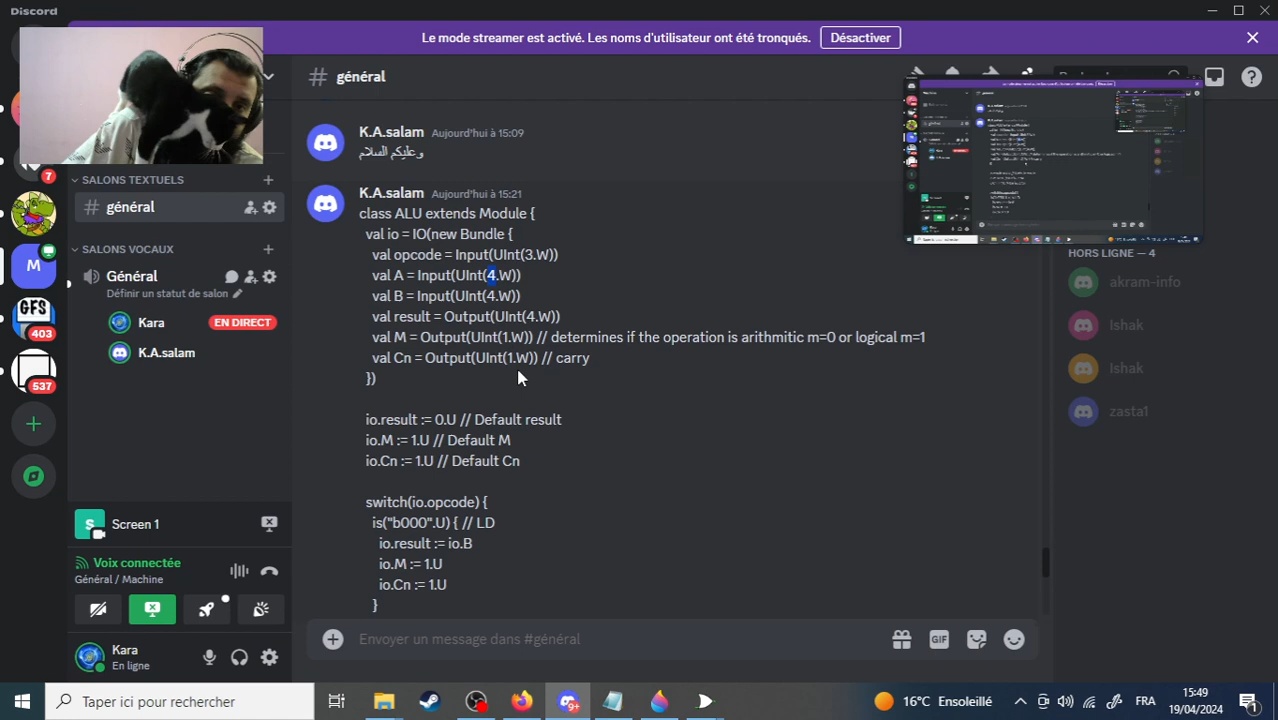 Discord
Le mode streamer est activé. Les noms d'utilisateur ont été tronqués.
Désactiver
général
SALONS TEXTUELS
général
SALONS VOCAUX
Général
Définir un statut de salon
Kara
EN DIRECT
K.A.salam
7
M
GFS
403
537
Screen 1
Voix connectée
Général / Machine
Kara
En ligne
K.A.salam Aujourd'hui à 15:09
وعليكم السلام
K.A.salam Aujourd'hui à 15:21
class ALU extends Module {
val io = IO(new Bundle {
val opcode = Input(UInt(3.W))
val A = Input(UInt(4.W))
val B = Input(UInt(4.W))
val result = Output(UInt(4.W))
val M = Output(UInt(1.W)) // determines if the operation is arithmitic m=0 or logical m=1
val Cn = Output(UInt(1.W)) // carry
})
io.result := 0.U // Default result
io.M := 1.U // Default M
io.Cn := 1.U // Default Cn
switch(io.opcode) {
is("b000".U) { // LD
io.result := io.B
io.M := 1.U
io.Cn := 1.U
}
Envoyer un message dans #général
GIF
HORS LIGNE — 4
akram-info
Ishak
Ishak
zasta1
Taper ici pour rechercher
9+
16°C Ensoleillé
FRA
15:49
19/04/2024
1